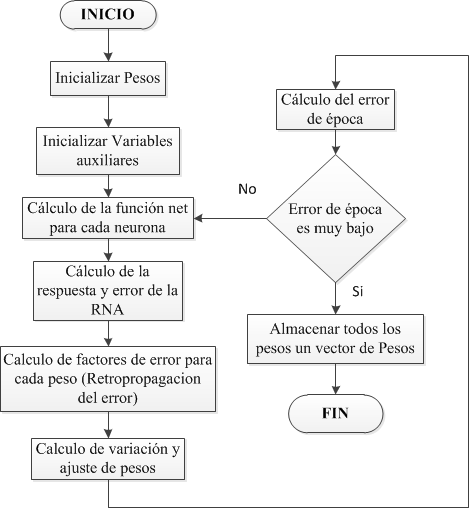 INICIO
Inicializar Pesos
Inicializar Variables
auxiliares
Cálculo de la función net
para cada neurona
Cálculo de la
respuesta y error de la
RNA
Calculo de factores de error para
cada peso (Retropropagacion
del error)
Calculo de variación y
ajuste de pesos
Cálculo del error
de época
Error de época
es muy bajo
No
Si
Almacenar todos los
pesos un vector de Pesos
FIN